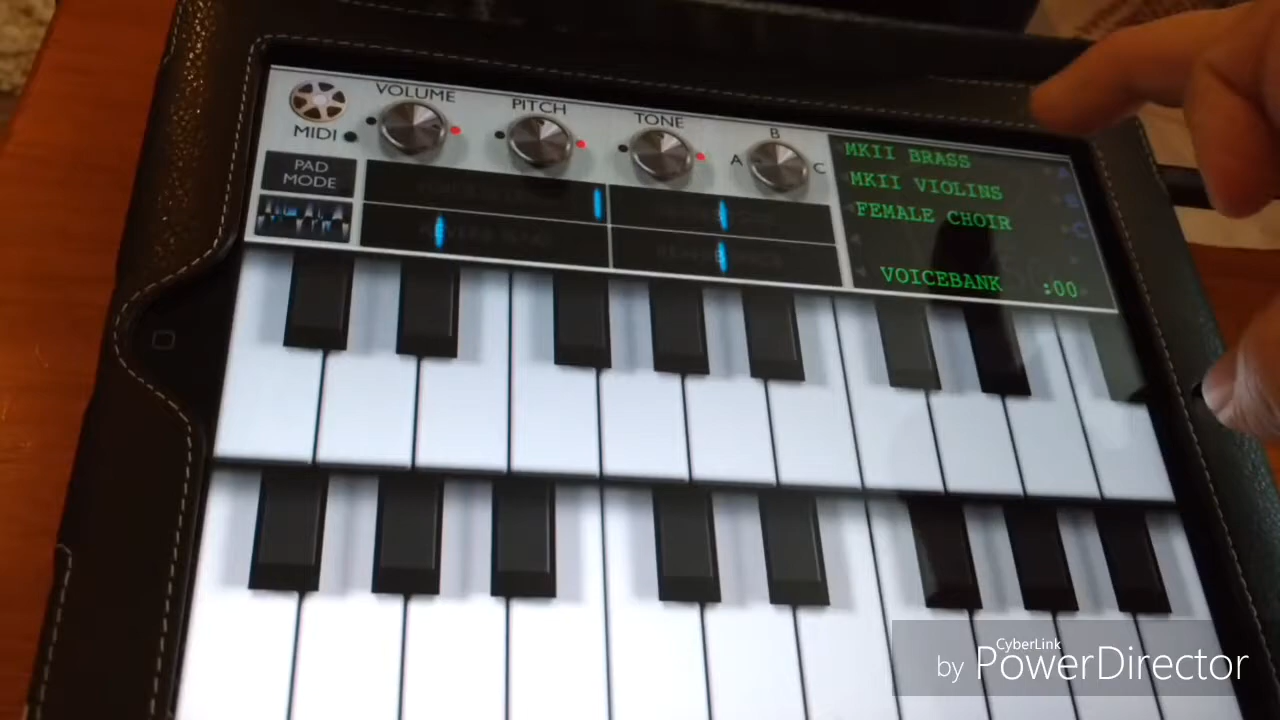 VOLUME
PITCH
TONE
MIDI
B
A
C
PAD
MODE
MKII BRASS
MKII VIOLINS
FEMALE CHOIR
A
B
C
VOICEBANK :00
CyberLink
by PowerDirector